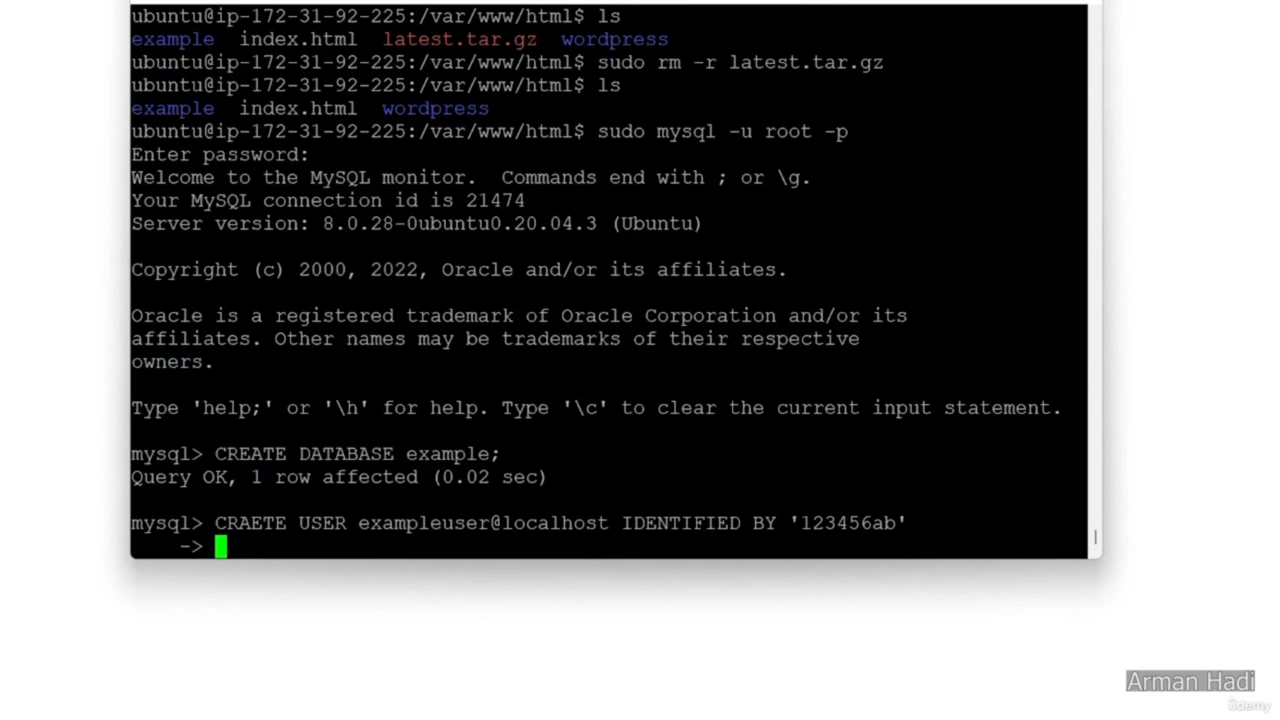 ubuntu@ip-172-31-92-225:/var/www/html$ ls
example index.html latest.tar.gz wordpress
ubuntu@ip-172-31-92-225:/var/www/html$ sudo rm -r latest.tar.gz
ubuntu@ip-172-31-92-225:/var/www/html$ ls
example index.html wordpress
ubuntu@ip-172-31-92-225:/var/www/html$ sudo mysql -u root -p
Enter password:
Welcome to the MySQL monitor. Commands end with ; or \g.
Your MySQL connection id is 21474
Server version: 8.0.28-0ubuntu0.20.04.3 (Ubuntu)
Copyright (c) 2000, 2022, Oracle and/or its affiliates.
Oracle is a registered trademark of Oracle Corporation and/or its
affiliates. Other names may be trademarks of their respective
owners.
Type 'help;' or '\h' for help. Type '\c' to clear the current input statement.
mysql> CREATE DATABASE example;
Query OK, 1 row affected (0.02 sec)
mysql> CRAETE USER exampleuser@localhost IDENTIFIED BY '123456ab'
->
Arman Hadi
ûdemy